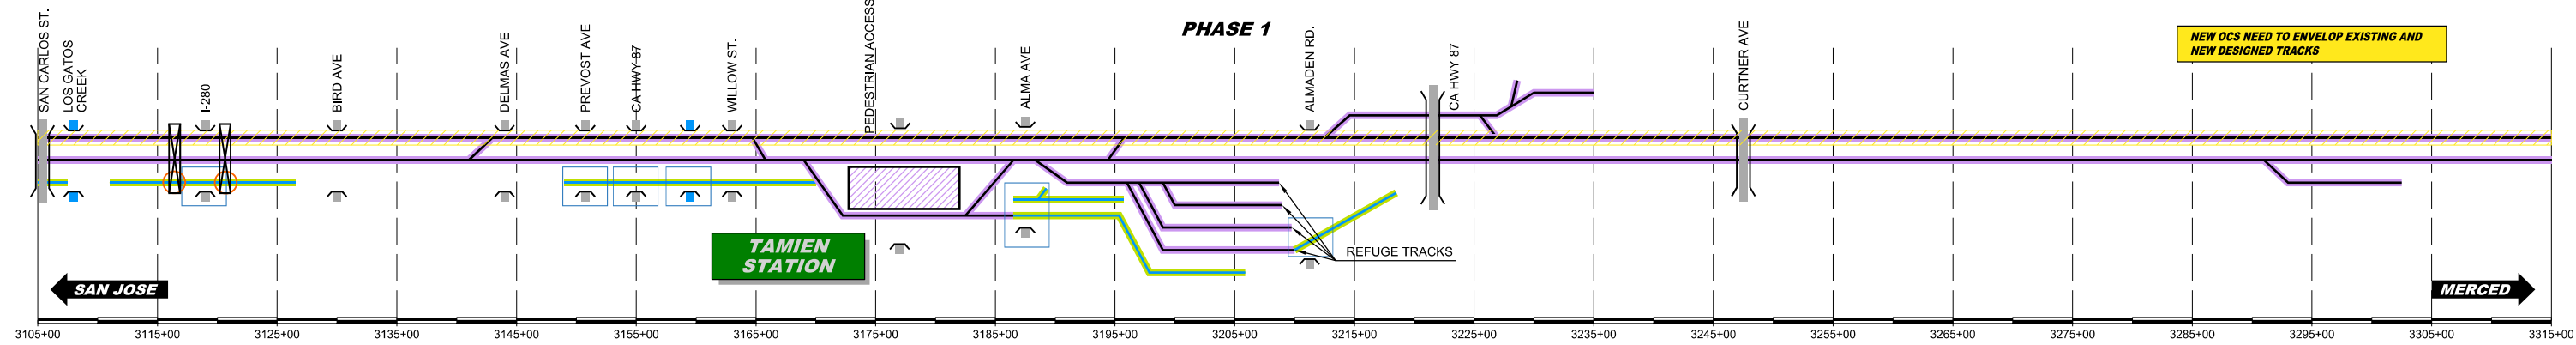 PHASE 1
NEW OCS NEED TO ENVELOP EXISTING AND
NEW DESIGNED TRACKS
SAN CARLOS ST.
LOS GATOS
CREEK
I-280
BIRD AVE
DELMAS AVE
PREVOST AVE
CA HWY 87
WILLOW ST.
PEDESTRIAN ACCESS
ALMA AVE
ALMADEN RD.
CA HWY 87
CURTNER AVE
TAMIEN
STATION
REFUGE TRACKS
SAN JOSE
MERCED
3105+00
3115+00
3125+00
3135+00
3145+00
3155+00
3165+00
3175+00
3185+00
3195+00
3205+00
3215+00
3225+00
3235+00
3245+00
3255+00
3265+00
3275+00
3285+00
3295+00
3305+00
3315+00